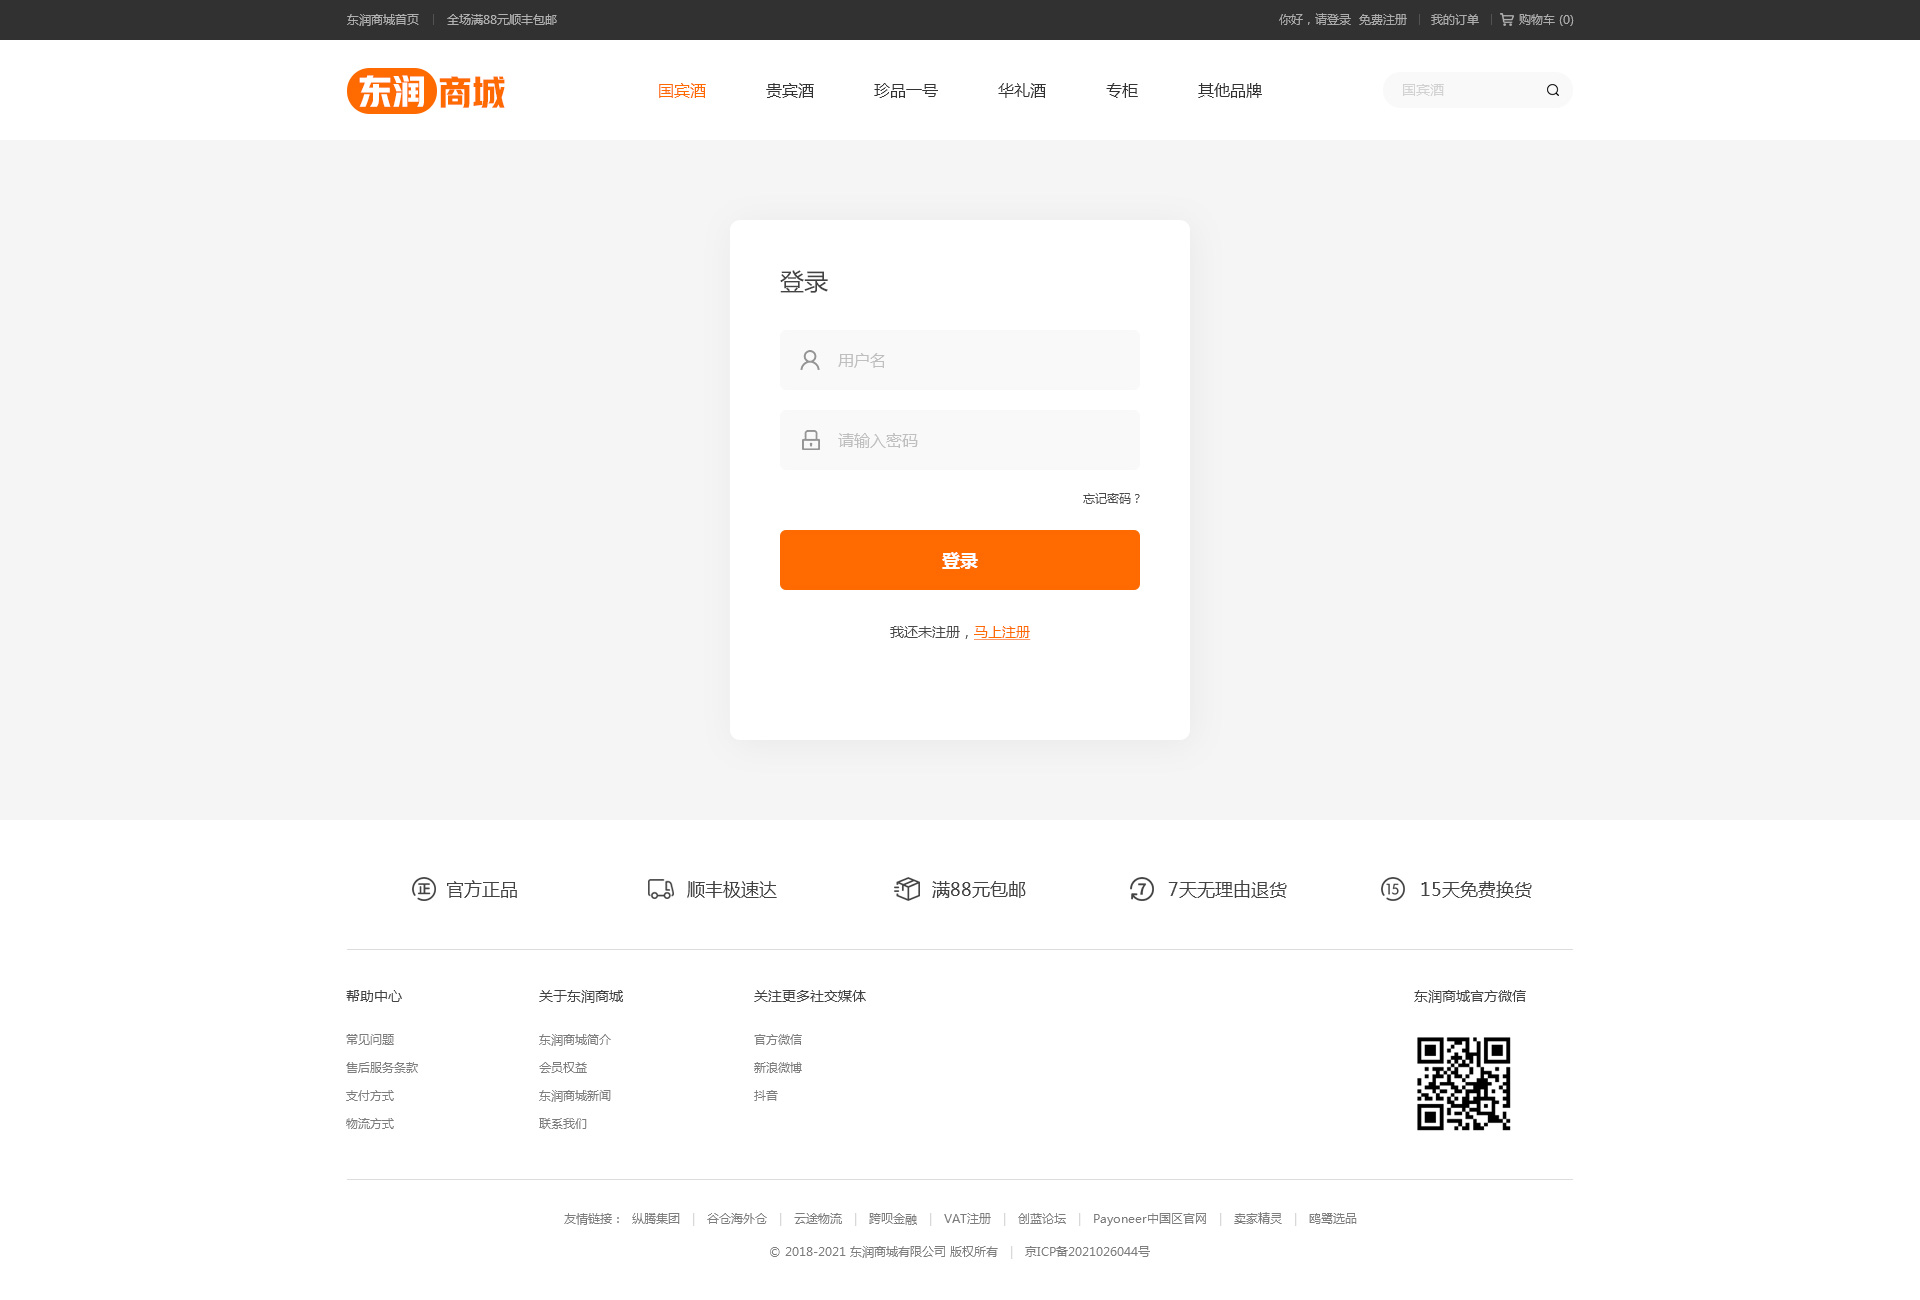 东润商城首页 | 全场满88元顺丰包邮 你好，请登录 免费注册 | 我的订单 | 购物车 (0)
东润商城 国宾酒 贵宾酒 珍品一号 华礼酒 专柜 其他品牌 国宾酒
登录
用户名
请输入密码
忘记密码？
登录
我还未注册，马上注册
正 官方正品 顺丰极速达 满88元包邮 7 7天无理由退货 15 15天免费换货
帮助中心 关于东润商城 关注更多社交媒体 东润商城官方微信
常见问题 东润商城简介 官方微信
售后服务条款 会员权益 新浪微博
支付方式 东润商城新闻 抖音
物流方式 联系我们
友情链接： 纵腾集团 | 谷仓海外仓 | 云途物流 | 跨呗金融 | VAT注册 | 创蓝论坛 | Payoneer中国区官网 | 卖家精灵 | 鸥鹭选品
© 2018-2021 东润商城有限公司 版权所有 | 京ICP备2021026044号